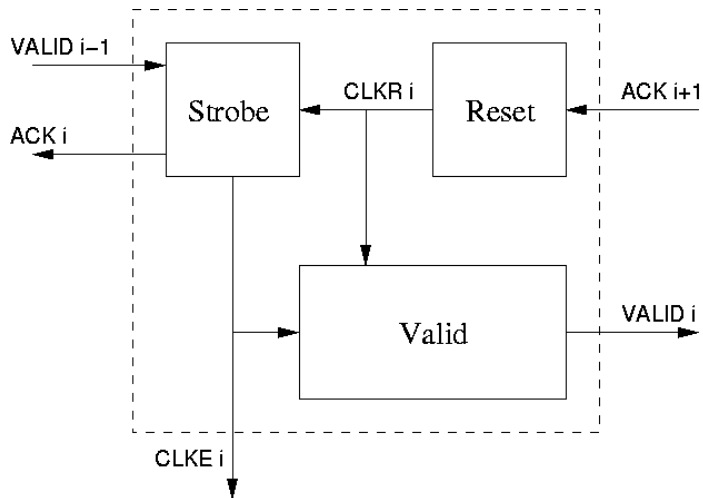 VALID i−1
CLKR i
ACK i+1
Strobe
Reset
ACK i
Valid
VALID i
CLKE i